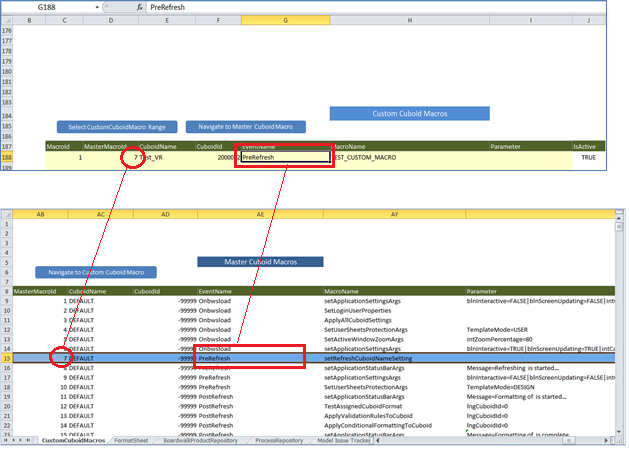 G188 fx PreRefresh
B C D E F G H I J
176
177
178
179
180
181
182
183
184 Custom Cuboid Macros
185 Select CustomCuboidMacro Range Navigate to Master Cuboid Macro
186
187 MacroId MasterMacroId CuboidName CuboidId EventName MacroName Parameter IsActive
188 1 7 PreRefresh TEST_CUSTOM_MACRO TRUE
189
AB AC AD AE AF
1
2
3
4
5 Master Cuboid Macros
6 Navigate to Custom Cuboid Macro
7
8 MasterMacroId CuboidName CuboidId EventName MacroName Parameter
9 1 DEFAULT -99999 Onbwsload setApplicationSettingsArgs blnInteractive=FALSE|blnScreenUpdating=FALSE|int
10 2 DEFAULT -99999 Onbwsload SetLoginUserProperties
11 3 DEFAULT -99999 Onbwsload ApplyAllCuboidSettings
12 4 DEFAULT -99999 Onbwsload SetUserSheetsProtectionArgs TemplateMode=USER
13 5 DEFAULT -99999 Onbwsload SetActiveWindowZoomArgs intZoomPercentage=80
14 6 DEFAULT -99999 Onbwsload setApplicationSettingsArgs blnInteractive=TRUE|blnScreenUpdating=TRUE|intC
15 7 DEFAULT -99999 PreRefresh setRefreshCuboidNameSetting
16 8 DEFAULT -99999 PreRefresh setApplicationStatusBarArgs Message=Refreshing is started...
17 9 DEFAULT -99999 PreRefresh setApplicationSettingsArgs blnInteractive=FALSE|blnScreenUpdating=FALSE|int
18 10 DEFAULT -99999 PreRefresh SetUserSheetsProtectionArgs TemplateMode=DESIGN
19 11 DEFAULT -99999 PostRefresh setApplicationStatusBarArgs Message=Formatting of is started...
20 12 DEFAULT -99999 PostRefresh TestAssignedCuboidFormat lngCuboidId=0
21 13 DEFAULT -99999 PostRefresh ApplyValidationRulesToCuboid lngCuboidId=0
22 14 DEFAULT -99999 PostRefresh ApplyConditionalFormattingToCuboid lngCuboidId=0
23 15 DEFAULT -99999 PostRefresh setApplicationStatusBarArgs Message=Formatting of is complete
CustomCuboidMacros FormatSheet BoardwalkProductRepository ProcessRepository Model Issue Tracker